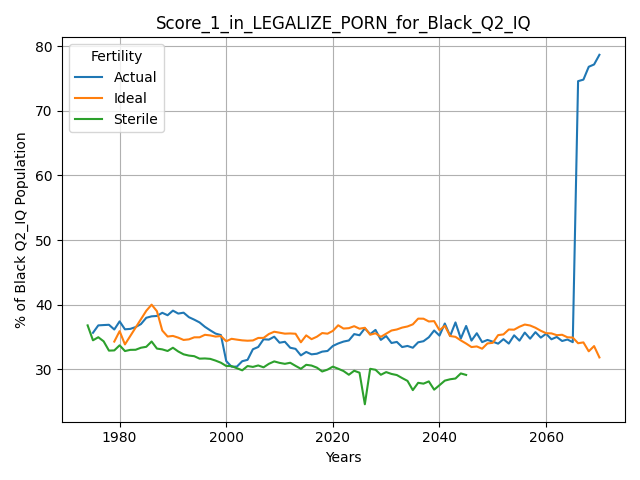 Score_1_in_LEGALIZE_PORN_for_Black_Q2_IQ
Fertility
Actual
Ideal
Sterile
% of Black Q2_IQ Population
80
70
60
50
40
30
1980
2000
2020
2040
2060
Years